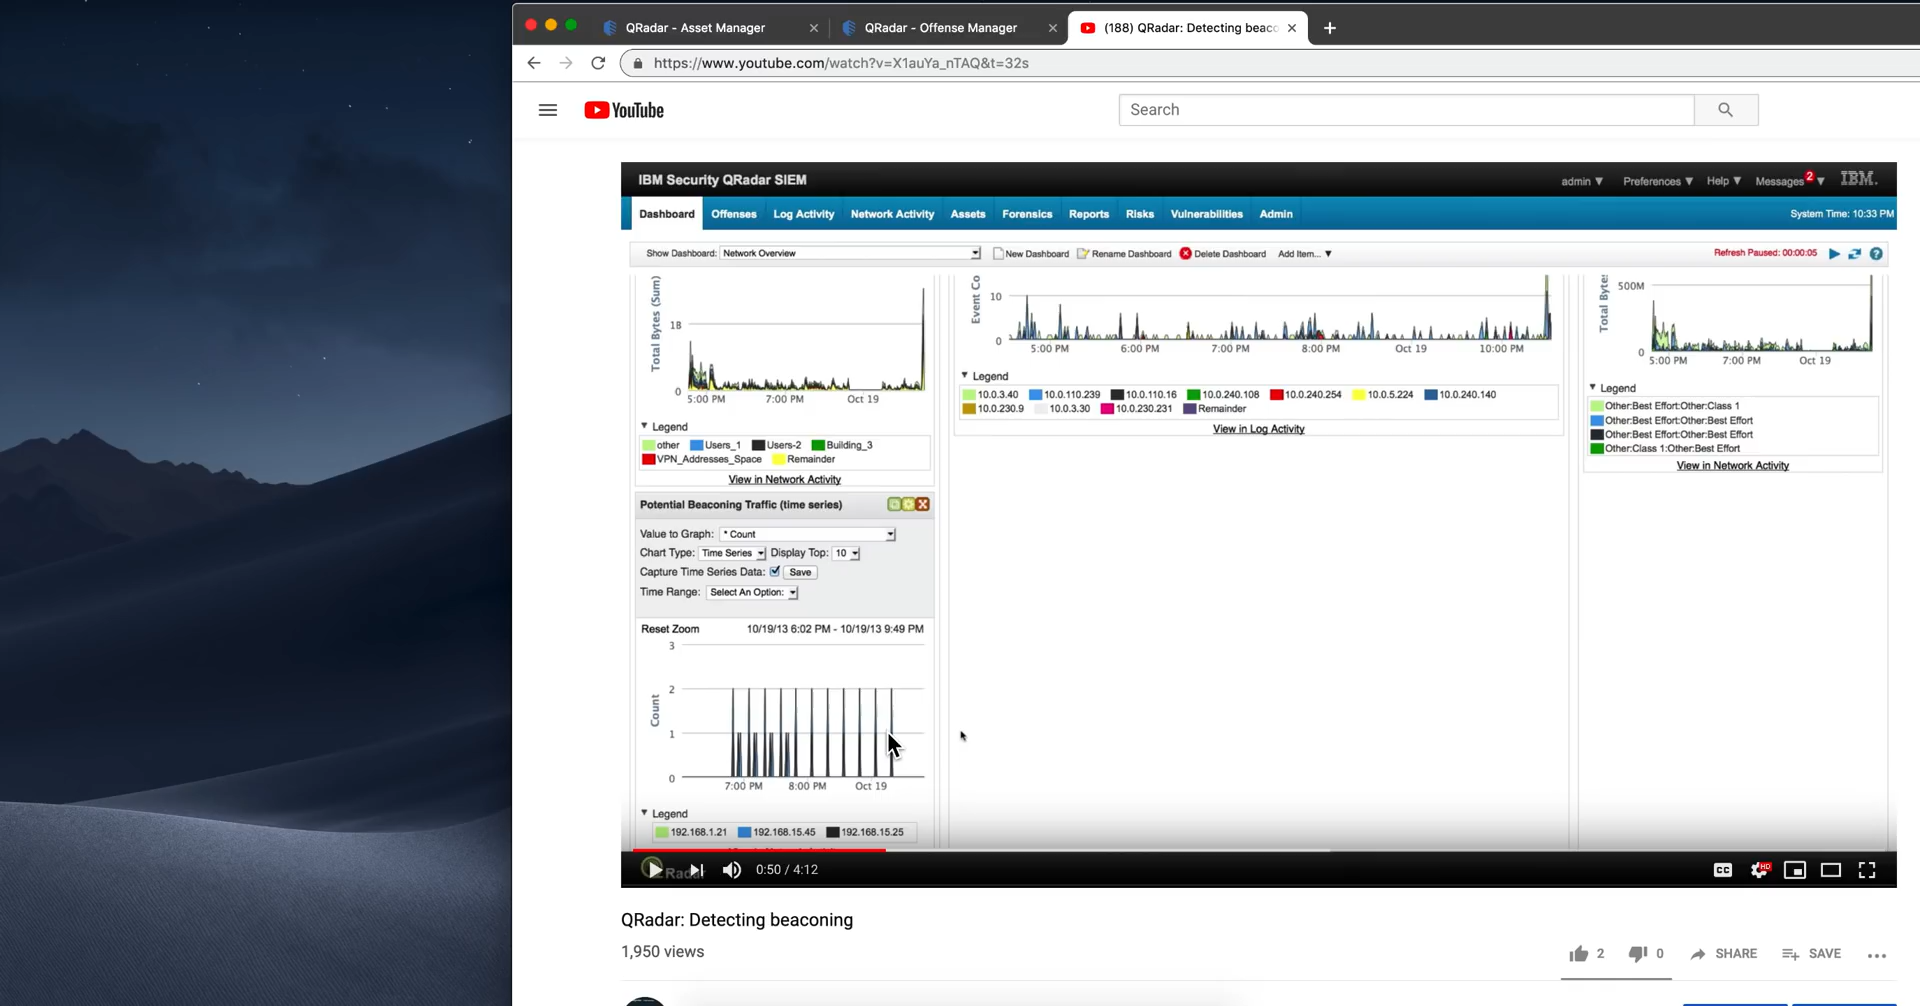 QRadar - Asset Manager
QRadar - Offense Manager
(188) QRadar: Detecting beaco
https://www.youtube.com/watch?v=X1auYa_nTAQ&t=32s
YouTube
Search
IBM Security QRadar SIEM
admin ▼ Preferences ▼ Help ▼ Messages 2 ▼ IBM.
Dashboard Offenses Log Activity Network Activity Assets Forensics Reports Risks Vulnerabilities Admin
System Time: 10:33 PM
Show Dashboard: Network Overview New Dashboard Rename Dashboard Delete Dashboard Add Item... ▼
Refresh Paused: 00:00:05
Total Bytes (Sum)
1B
0
5:00 PM 7:00 PM Oct 19
Legend
other Users_1 Users-2 Building_3
VPN_Addresses_Space Remainder
View in Network Activity
Potential Beaconing Traffic (time series)
Value to Graph: * Count
Chart Type: Time Series Display Top: 10
Capture Time Series Data: Save
Time Range: Select An Option:
Reset Zoom 10/19/13 6:02 PM - 10/19/13 9:49 PM
Count
3
2
1
0
7:00 PM 8:00 PM Oct 19
Legend
192.168.1.21 192.168.15.45 192.168.15.25
Event Co
10
0
5:00 PM 6:00 PM 7:00 PM 8:00 PM Oct 19 10:00 PM
Legend
10.0.3.40 10.0.110.239 10.0.110.16 10.0.240.108 10.0.240.254 10.0.5.224 10.0.240.140
10.0.230.9 10.0.3.30 10.0.230.231 Remainder
View in Log Activity
Total Bytes
500M
0
5:00 PM 7:00 PM Oct 19
Legend
Other:Best Effort:Other:Class 1
Other:Best Effort:Other:Best Effort
Other:Best Effort:Other:Best Effort
Other:Class 1:Other:Best Effort
View in Network Activity
0:50 / 4:12
CC
HD
QRadar: Detecting beaconing
1,950 views
2 0 SHARE SAVE